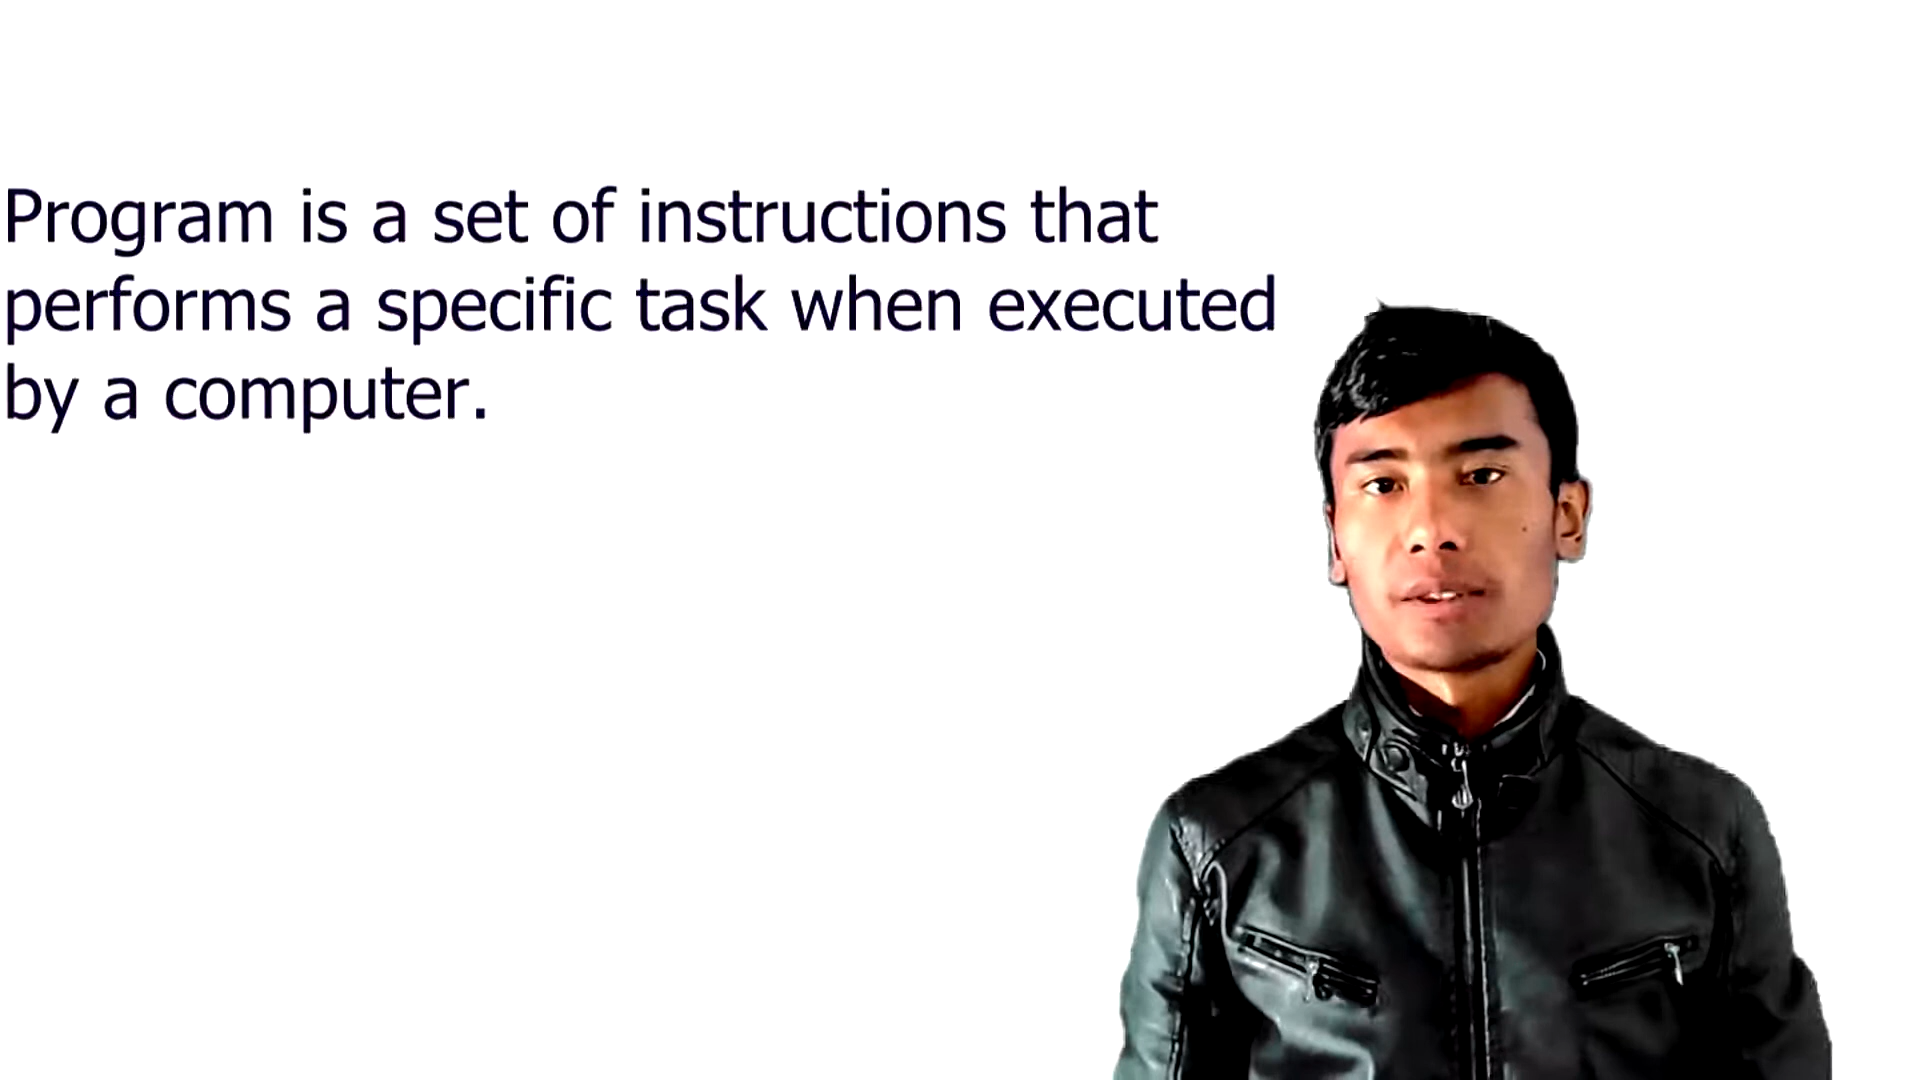 Program is a set of instructions that
performs a specific task when executed
by a computer.